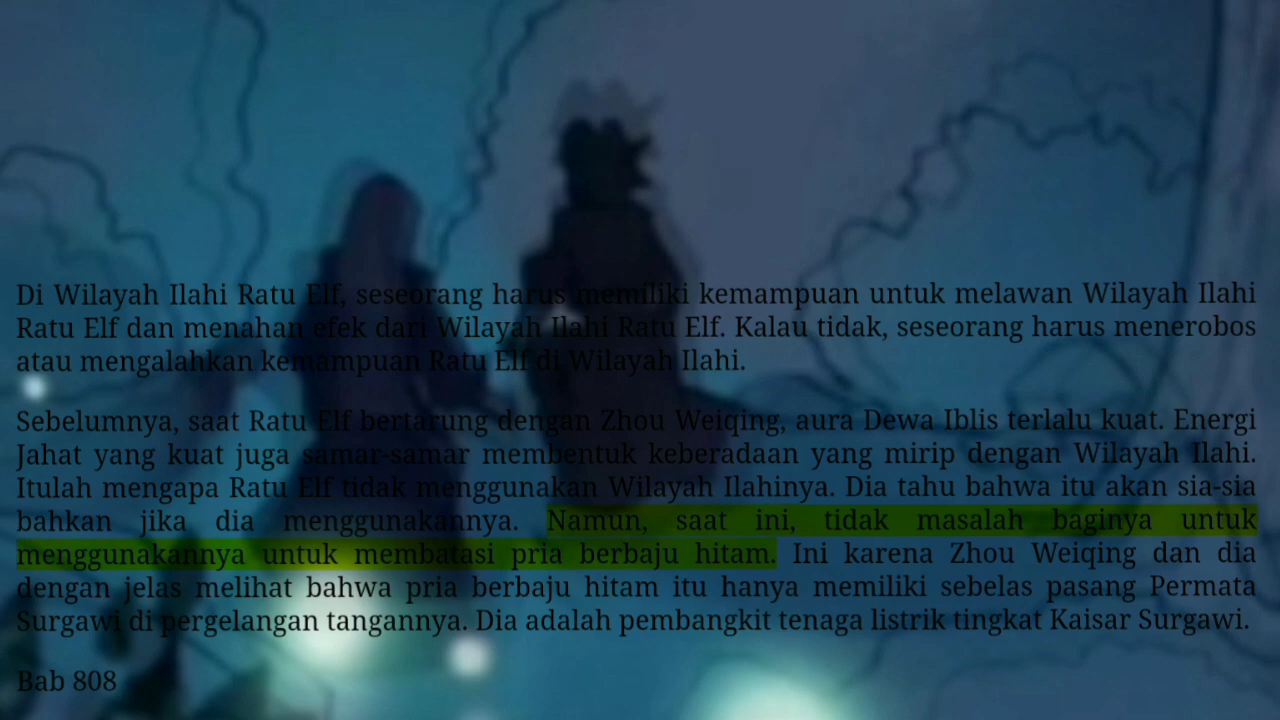 Di Wilayah Ilahi Ratu Elf, seseorang harus memiliki kemampuan untuk melawan Wilayah Ilahi
Ratu Elf dan menahan efek dari Wilayah Ilahi Ratu Elf. Kalau tidak, seseorang harus menerobos
atau mengalahkan kemampuan Ratu Elf di Wilayah Ilahi.
Sebelumnya, saat Ratu Elf bertarung dengan Zhou Weiqing, aura Dewa Iblis terlalu kuat. Energi
Jahat yang kuat juga samar-samar membentuk keberadaan yang mirip dengan Wilayah Ilahi.
Itulah mengapa Ratu Elf tidak menggunakan Wilayah Ilahinya. Dia tahu bahwa itu akan sia-sia
bahkan jika dia menggunakannya. Namun, saat ini, tidak masalah baginya untuk
menggunakannya untuk membatasi pria berbaju hitam. Ini karena Zhou Weiqing dan dia
dengan jelas melihat bahwa pria berbaju hitam itu hanya memiliki sebelas pasang Permata
Surgawi di pergelangan tangannya. Dia adalah pembangkit tenaga listrik tingkat Kaisar Surgawi.
Bab 808